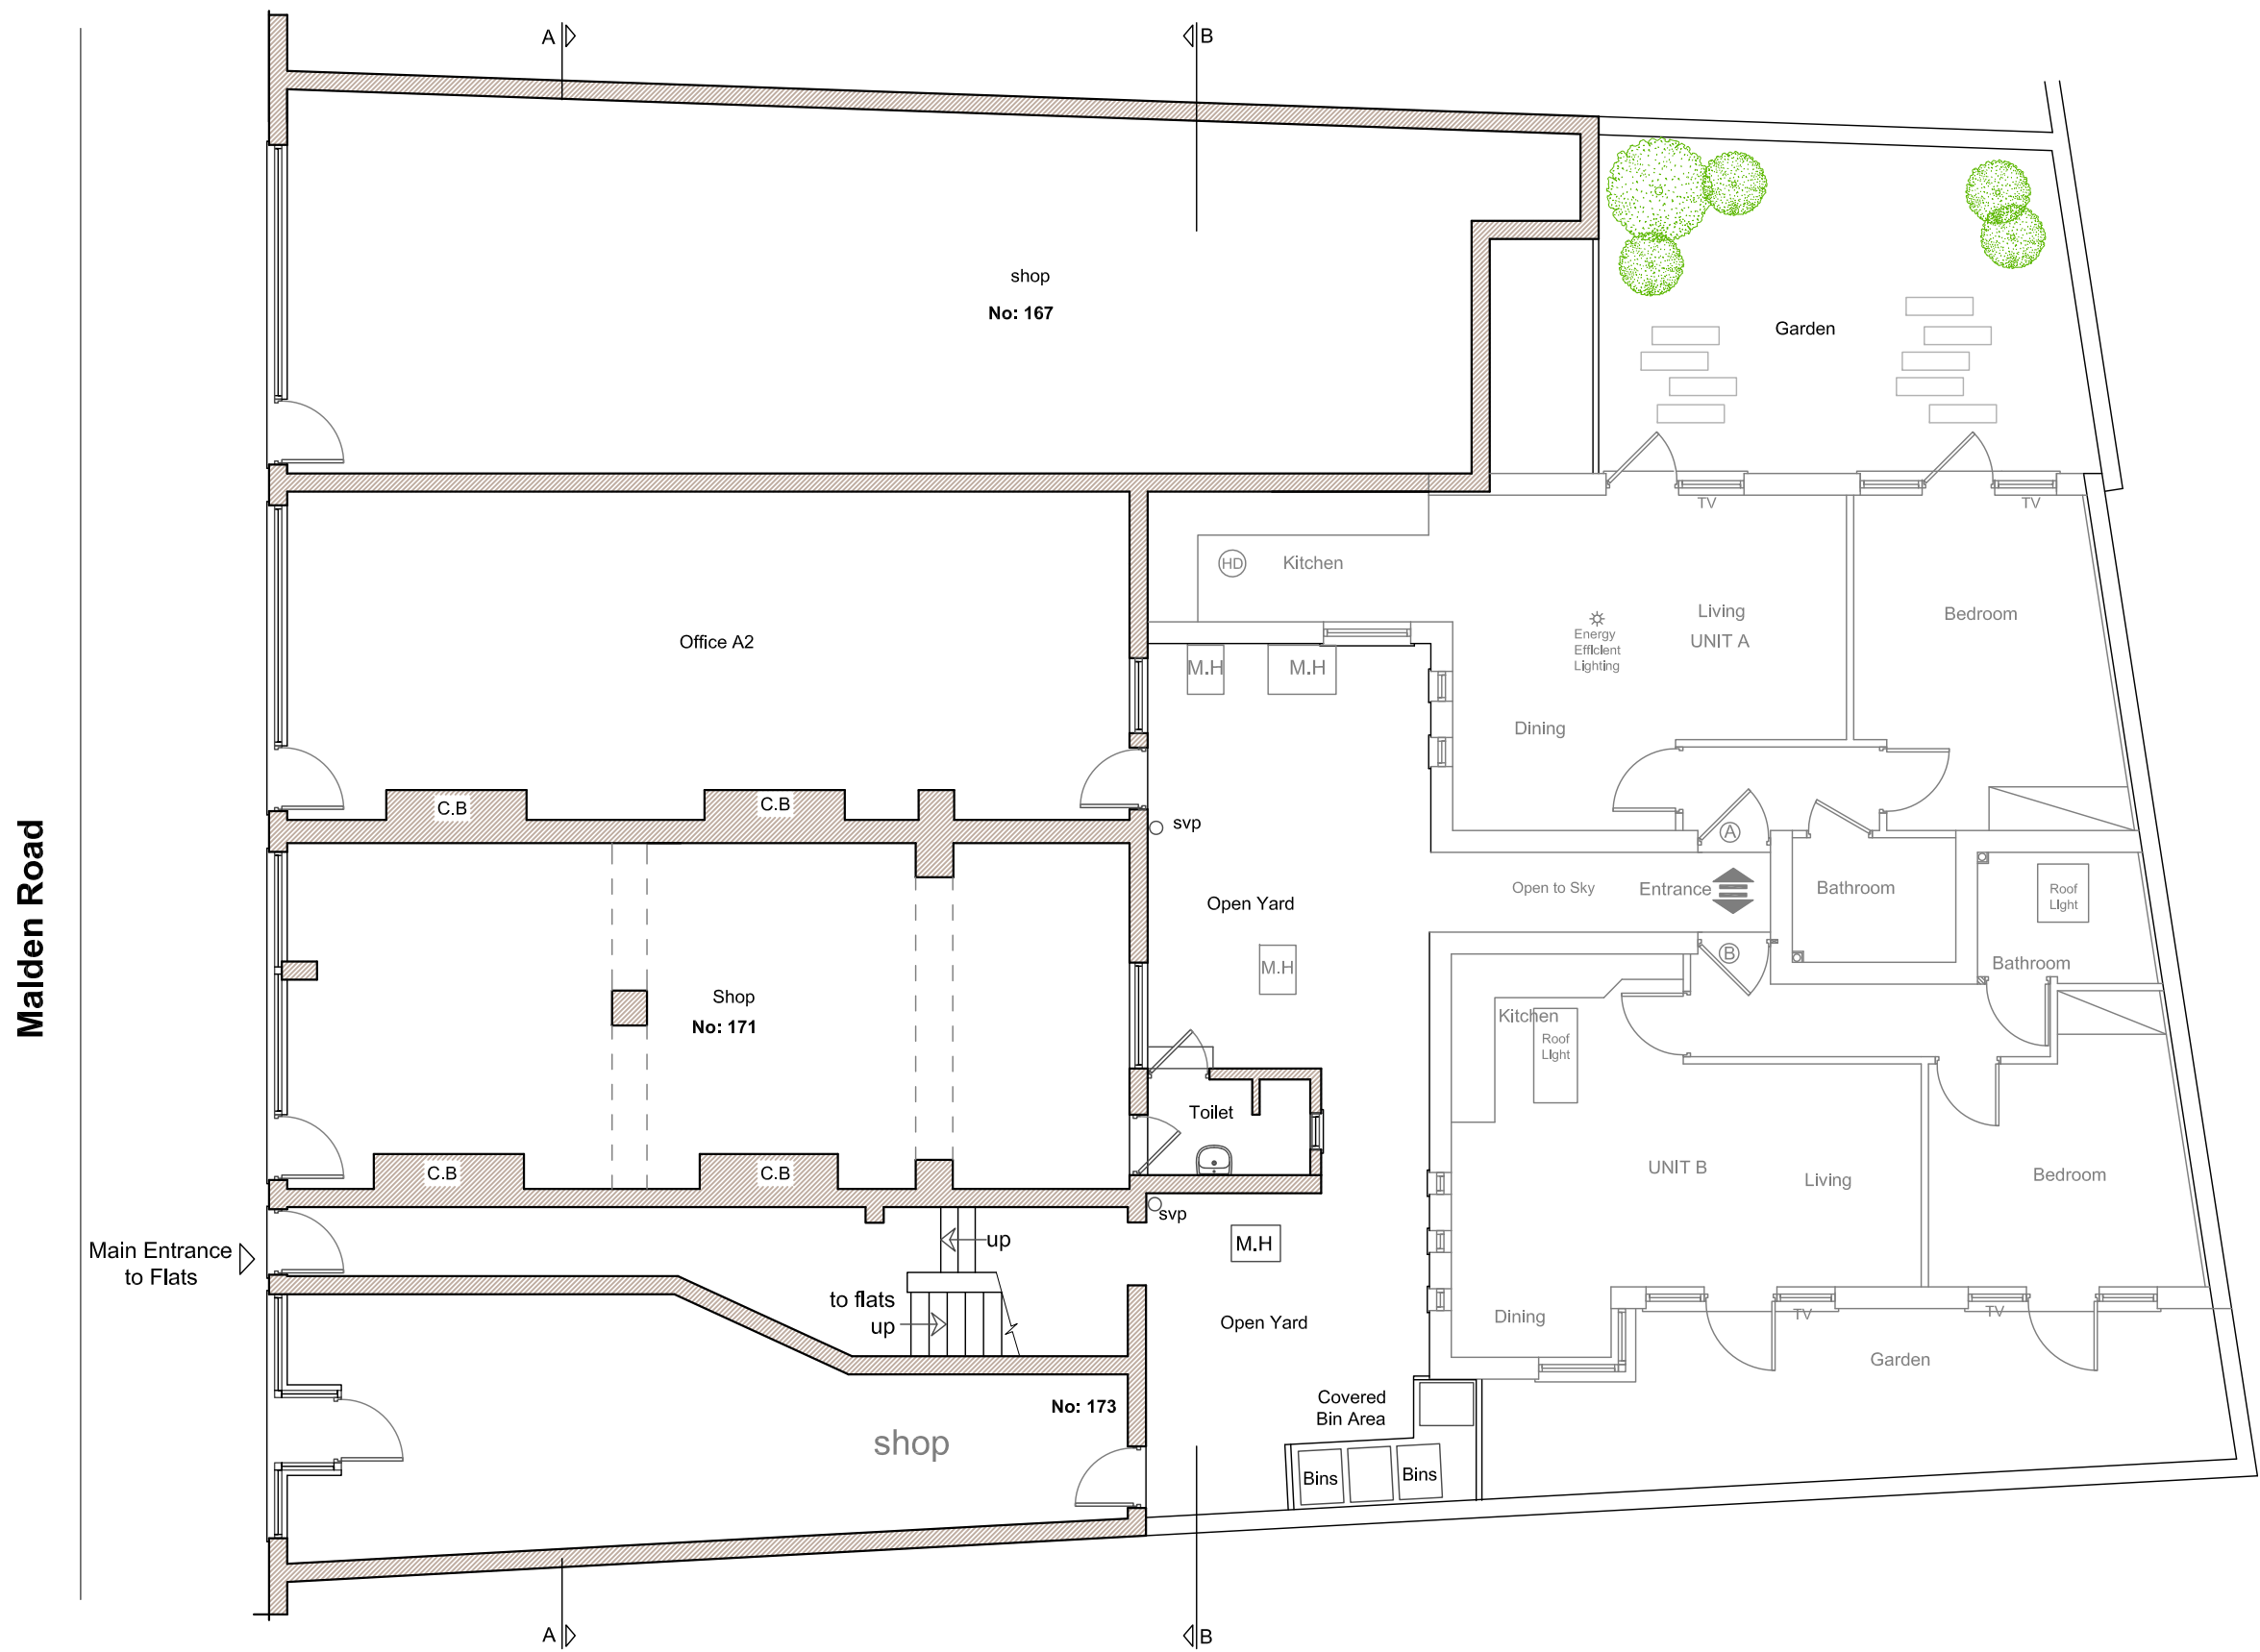 A
B
shop
No: 167
Garden
TV
TV
HD
Kitchen
Living
UNIT A
Bedroom
Energy
Efficient
Lighting
Office A2
M.H
M.H
Dining
C.B
C.B
svp
A
Malden Road
Open Yard
Open to Sky
Entrance
Bathroom
Roof
Light
B
M.H
Bathroom
Shop
No: 171
Kitchen
Roof
Light
Toilet
C.B
C.B
UNIT B
Living
Bedroom
svp
Main Entrance
to Flats
up
M.H
to flats
up
Open Yard
Dining
TV
TV
Garden
No: 173
shop
Covered
Bin Area
Bins
Bins
A
B